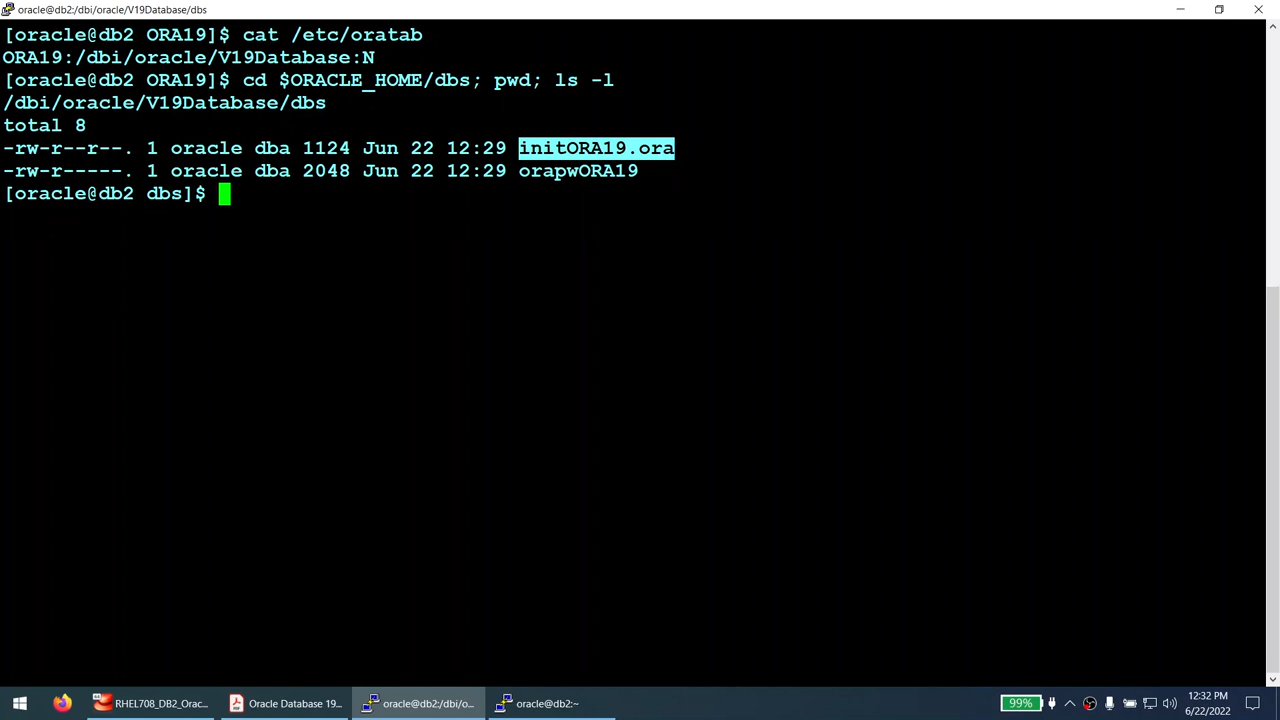 oracle@db2:/dbi/oracle/V19Database/dbs
[oracle@db2 ORA19]$ cat /etc/oratab
ORA19:/dbi/oracle/V19Database:N
[oracle@db2 ORA19]$ cd $ORACLE_HOME/dbs; pwd; ls -l
/dbi/oracle/V19Database/dbs
total 8
-rw-r--r--. 1 oracle dba 1124 Jun 22 12:29 initORA19.ora
-rw-r-----. 1 oracle dba 2048 Jun 22 12:29 orapwORA19
[oracle@db2 dbs]$
RHEL708_DB2_Orac...
Oracle Database 19...
oracle@db2:/dbi/o...
oracle@db2:~
99%
12:32 PM
6/22/2022